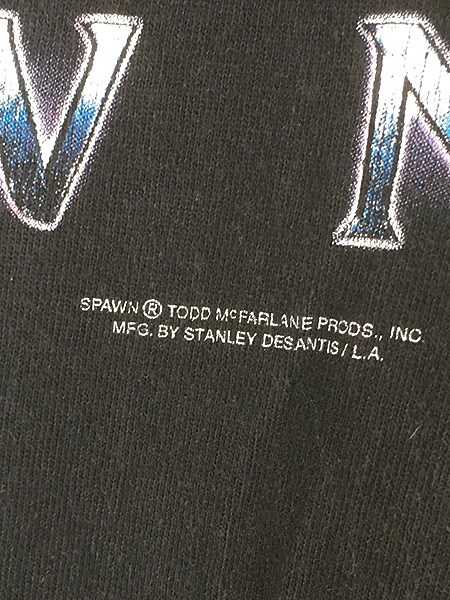 W N
SPAWN ® TODD McFARLANE PRODS., INC.
MFG. BY STANLEY DESANTIS / L.A.